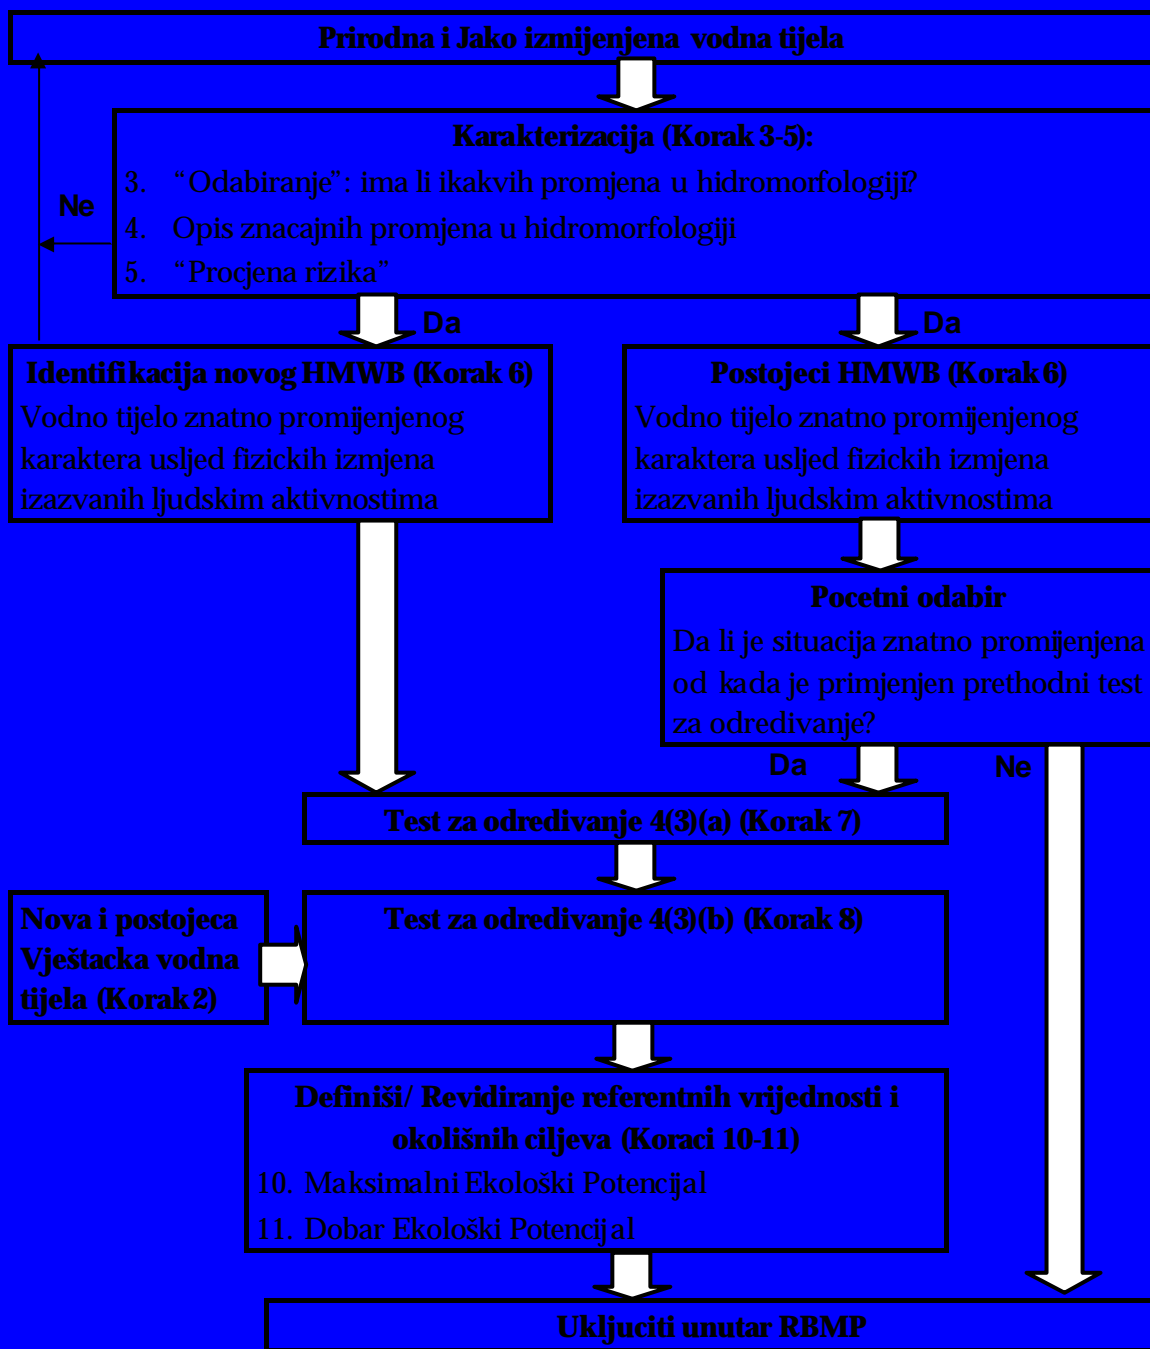 Prirodna i Jako izmijenjena vodna tijela
Karakterizacija (Korak 3-5):
3. “Odabiranje”: ima li ikakvih promjena u hidromorfologiji?
4. Opis znacajnih promjena u hidromorfologiji
5. “Procjena rizika”
Ne
Da
Da
Identifikacija novog HMWB (Korak 6)
Vodno tijelo znatno promijenjenog
karaktera usljed fizickih izmjena
izazvanih ljudskim aktivnostima
Postojeci HMWB (Korak 6)
Vodno tijelo znatno promijenjenog
karaktera usljed fizickih izmjena
izazvanih ljudskim aktivnostima
Pocetni odabir
Da li je situacija znatno promijenjena
od kada je primjenjen prethodni test
za odredivanje?
Da
Ne
Test za odredivanje 4(3)(a) (Korak 7)
Nova i postojeca
Vještacka vodna
tijela (Korak 2)
Test za odredivanje 4(3)(b) (Korak 8)
Definiši/ Revidiranje referentnih vrijednosti i
okolišnih ciljeva (Koraci 10-11)
10. Maksimalni Ekološki Potencijal
11. Dobar Ekološki Potencijal
Ukljuciti unutar RBMP